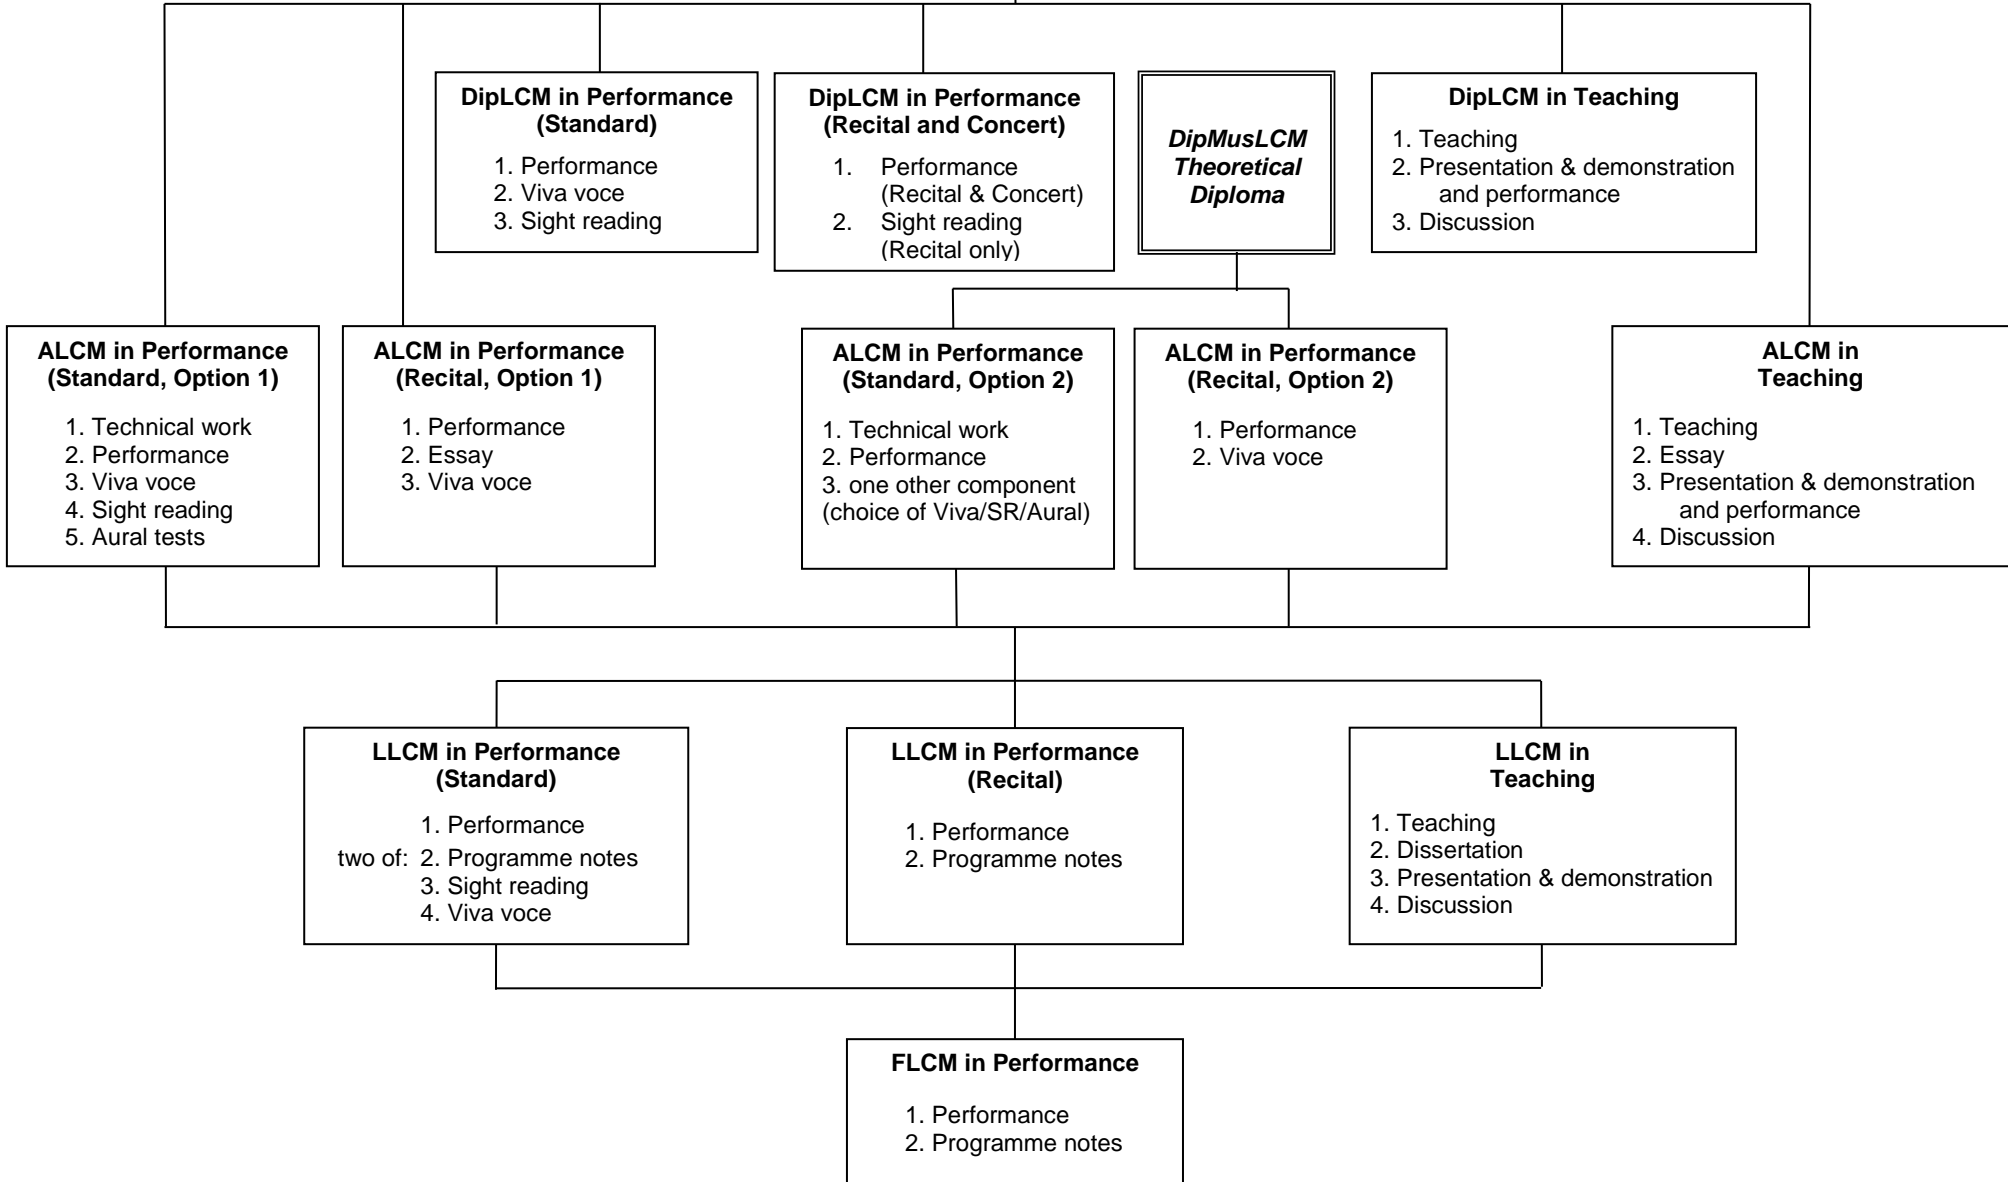 DipLCM in Performance
(Standard)
1. Performance
2. Viva voce
3. Sight reading
DipLCM in Performance
(Recital and Concert)
1. Performance
(Recital & Concert)
2. Sight reading
(Recital only)
DipMusLCM
Theoretical
Diploma
DipLCM in Teaching
1. Teaching
2. Presentation & demonstration
and performance
3. Discussion
ALCM in Performance
(Standard, Option 1)
1. Technical work
2. Performance
3. Viva voce
4. Sight reading
5. Aural tests
ALCM in Performance
(Recital, Option 1)
1. Performance
2. Essay
3. Viva voce
ALCM in Performance
(Standard, Option 2)
1. Technical work
2. Performance
3. one other component
(choice of Viva/SR/Aural)
ALCM in Performance
(Recital, Option 2)
1. Performance
2. Viva voce
ALCM in
Teaching
1. Teaching
2. Essay
3. Presentation & demonstration
and performance
4. Discussion
LLCM in Performance
(Standard)
1. Performance
two of: 2. Programme notes
3. Sight reading
4. Viva voce
LLCM in Performance
(Recital)
1. Performance
2. Programme notes
LLCM in
Teaching
1. Teaching
2. Dissertation
3. Presentation & demonstration
4. Discussion
FLCM in Performance
1. Performance
2. Programme notes